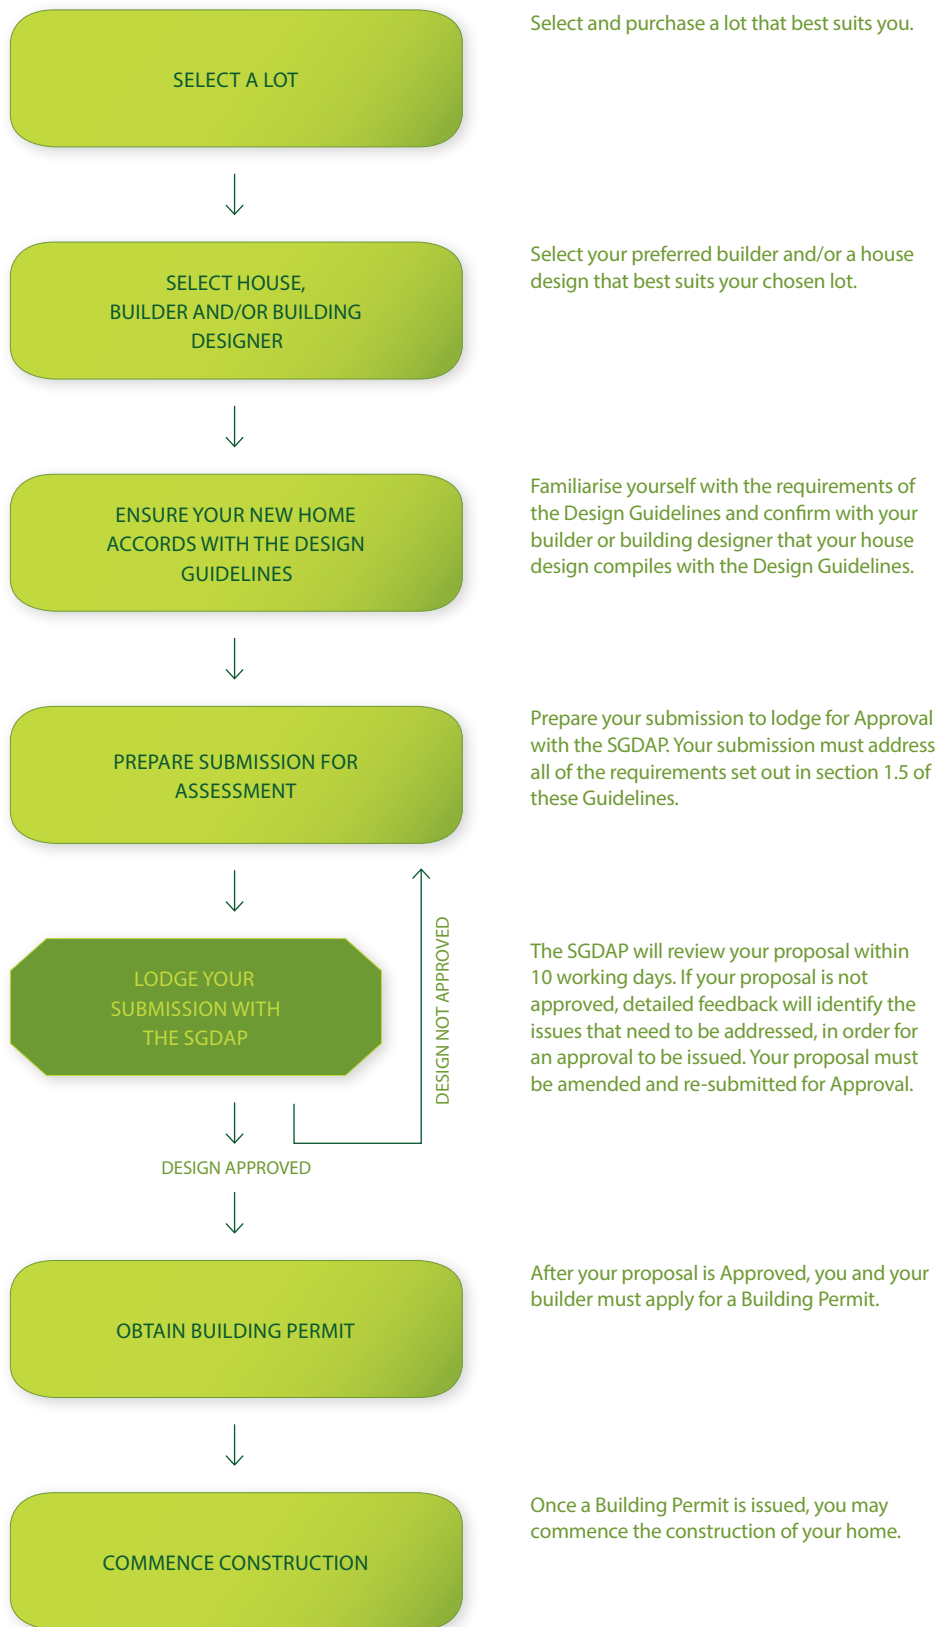 SELECT A LOT
Select and purchase a lot that best suits you.
SELECT HOUSE,
BUILDER AND/OR BUILDING
DESIGNER
Select your preferred builder and/or a house
design that best suits your chosen lot.
ENSURE YOUR NEW HOME
ACCORDS WITH THE DESIGN
GUIDELINES
Familiarise yourself with the requirements of
the Design Guidelines and confirm with your
builder or building designer that your house
design compiles with the Design Guidelines.
PREPARE SUBMISSION FOR
ASSESSMENT
Prepare your submission to lodge for Approval
with the SGDAP. Your submission must address
all of the requirements set out in section 1.5 of
these Guidelines.
LODGE YOUR
SUBMISSION WITH
THE SGDAP
DESIGN NOT APPROVED
The SGDAP will review your proposal within
10 working days. If your proposal is not
approved, detailed feedback will identify the
issues that need to be addressed, in order for
an approval to be issued. Your proposal must
be amended and re-submitted for Approval.
DESIGN APPROVED
OBTAIN BUILDING PERMIT
After your proposal is Approved, you and your
builder must apply for a Building Permit.
COMMENCE CONSTRUCTION
Once a Building Permit is issued, you may
commence the construction of your home.